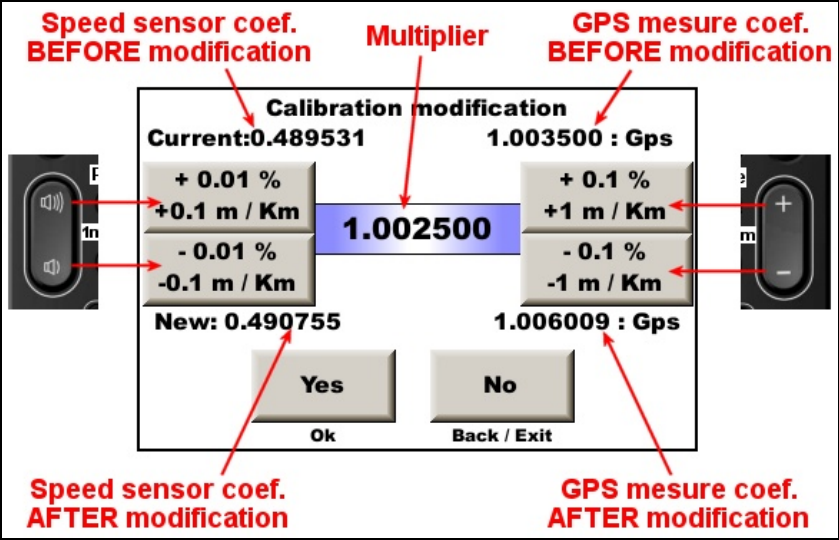 Speed sensor coef.
BEFORE modification
Multiplier
GPS mesure coef.
BEFORE modification
Calibration modification
Current:0.489531
1.003500 : Gps
+ 0.01 %
+0.1 m / Km
+ 0.1 %
+1 m / Km
1.002500
- 0.01 %
-0.1 m / Km
- 0.1 %
-1 m / Km
New: 0.490755
1.006009 : Gps
Yes
No
Ok
Back / Exit
Speed sensor coef.
AFTER modification
GPS mesure coef.
AFTER modification